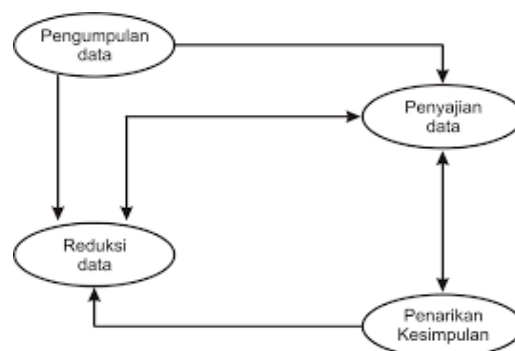 Pengumpulan
data
Penyajian
data
Reduksi
data
Penarikan
Kesimpulan